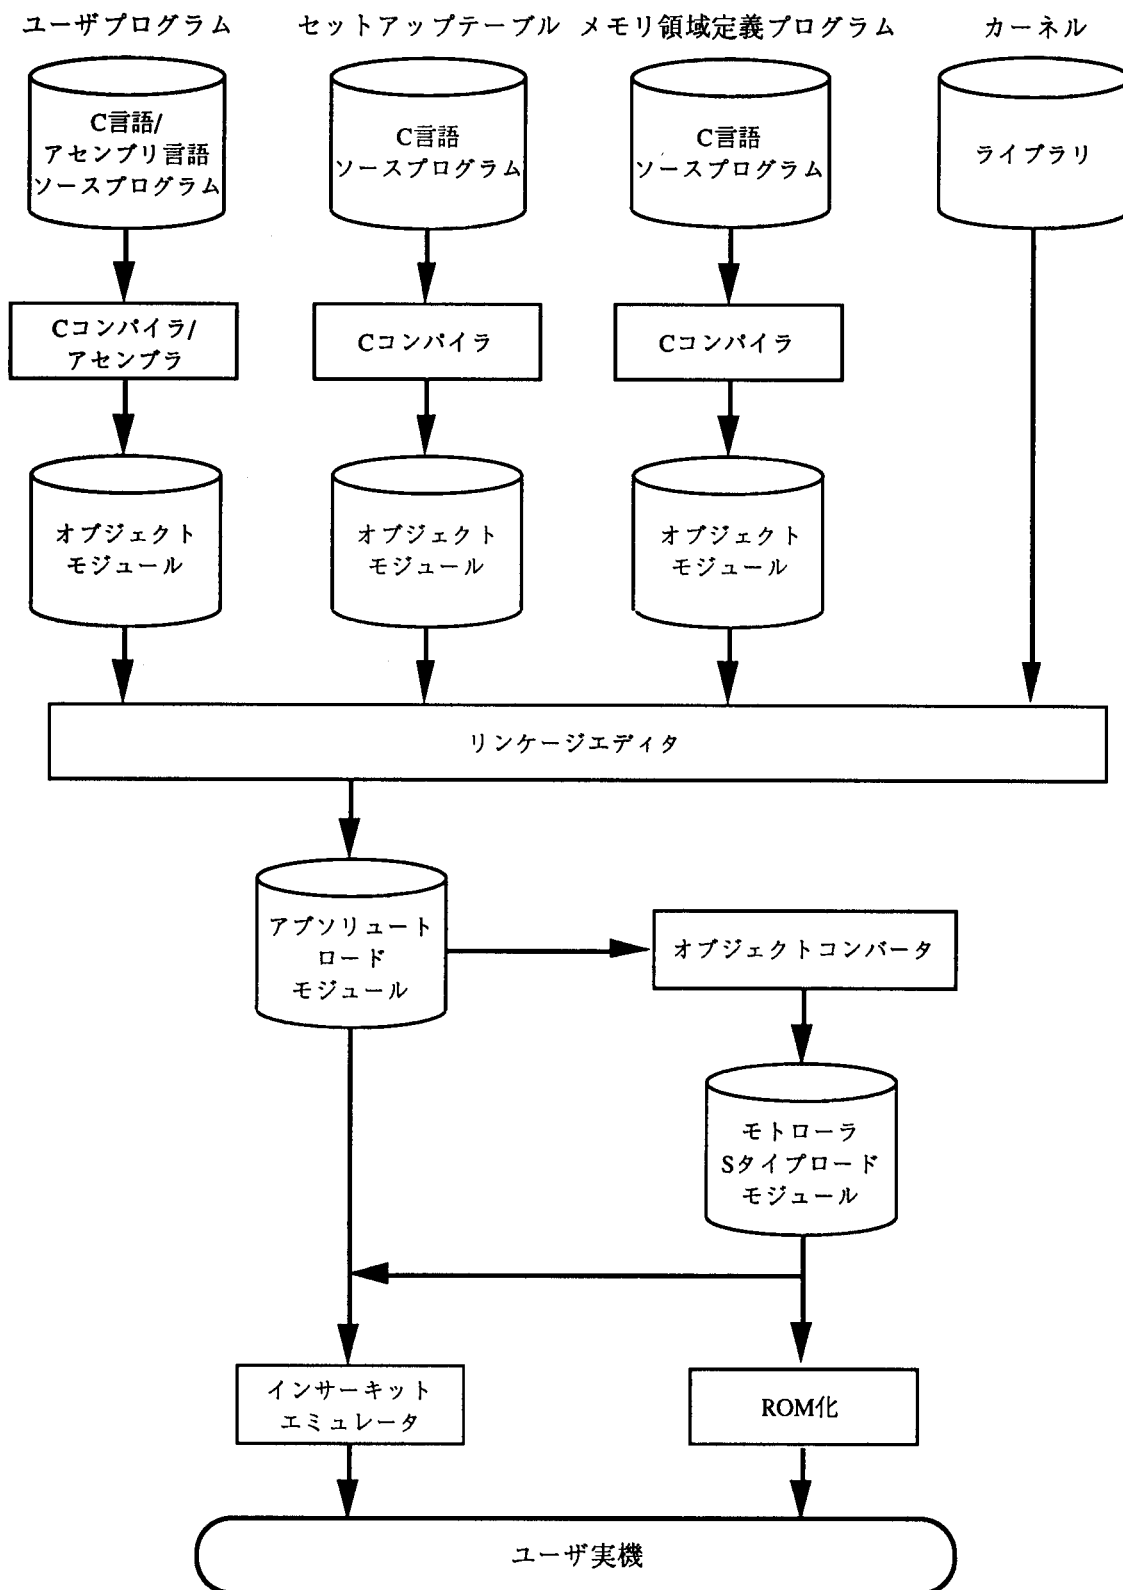 ユーザプログラム
セットアップテーブル
メモリ領域定義プログラム
カーネル
C言語/
アセンブリ言語
ソースプログラム
C言語
ソースプログラム
C言語
ソースプログラム
ライブラリ
Cコンパイラ/
アセンブラ
Cコンパイラ
Cコンパイラ
オブジェクト
モジュール
オブジェクト
モジュール
オブジェクト
モジュール
リンケージエディタ
アブソリュート
ロード
モジュール
オブジェクトコンバータ
モトローラ
Sタイプロード
モジュール
インサーキット
エミュレータ
ROM化
ユーザ実機